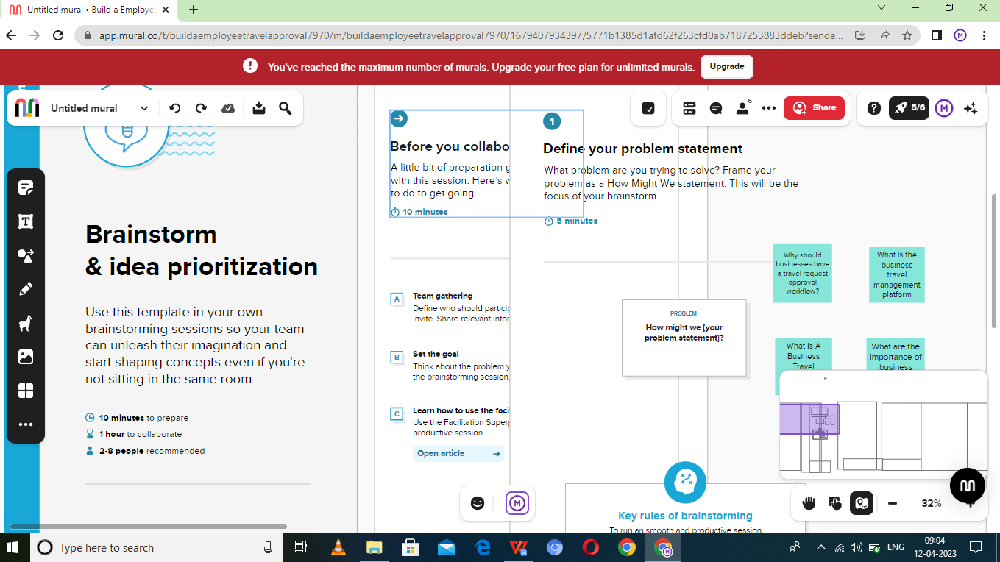 Untitled mural • Build a Employe
app.mural.co/t/buildaemployeetravelapproval7970/m/buildaemployeetravelapproval7970/1679407934397/5771b1385d1afd62f263cfd0ab7187253883ddeb?sende...
M
You've reached the maximum number of murals. Upgrade your free plan for unlimited murals.
Upgrade
Untitled mural
6
Share
?
5/6
M
Brainstorm
& idea prioritization
Use this template in your own
brainstorming sessions so your team
can unleash their imagination and
start shaping concepts even if you're
not sitting in the same room.
10 minutes to prepare
1 hour to collaborate
2-8 people recommended
T
Before you collabo
A little bit of preparation g
with this session. Here's w
to do to get going.
10 minutes
A
Team gathering
Define who should particip
invite. Share relevant infor
B
Set the goal
Think about the problem y
the brainstorming session.
C
Learn how to use the faci
Use the Facilitation Superp
productive session.
Open article
1
Define your problem statement
What problem are you trying to solve? Frame your
problem as a How Might We statement. This will be the
focus of your brainstorm.
5 minutes
PROBLEM
How might we [your
problem statement]?
Why should
businesses have
a travel request
approval
workflow?
What is the
business
travel
management
platform
What Is A
Business
Travel
What are the
importance of
business
Key rules of brainstorming
To run an smooth and productive session
M
32%
Type here to search
ENG
09:04
12-04-2023